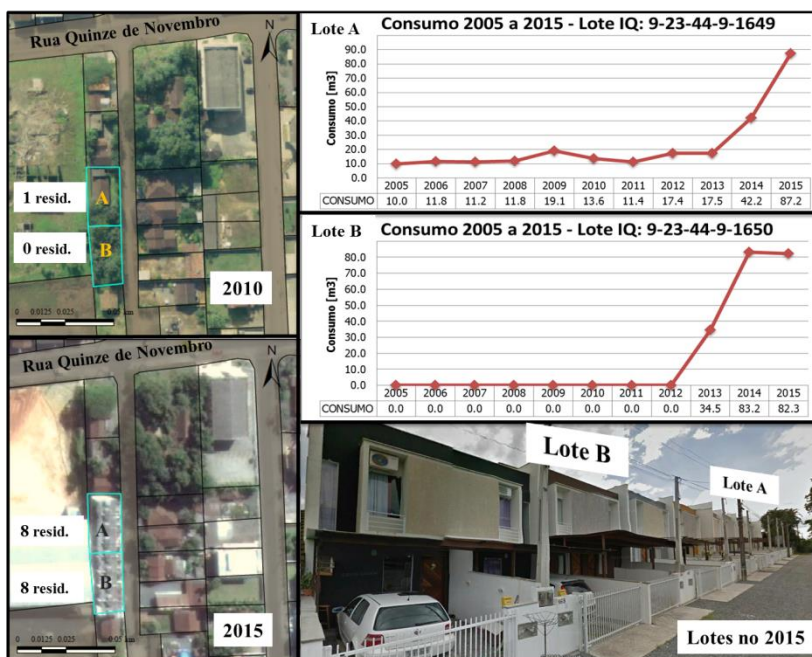 Rua Quinze de Novembro
N
A
1 resid.
0 resid.
B
2010
0 0.0125 0.025 0.05 km
Rua Quinze de Novembro
N
A
8 resid.
8 resid.
B
2015
0 0.0125 0.025 0.05 km
Lote A
Consumo 2005 a 2015 - Lote IQ: 9-23-44-9-1649
Consumo [m3]
90.0
80.0
70.0
60.0
50.0
40.0
30.0
20.0
10.0
0.0
2005 2006 2007 2008 2009 2010 2011 2012 2013 2014 2015
CONSUMO 10.0 11.8 11.2 11.8 19.1 13.6 11.4 17.4 17.5 42.2 87.2
Lote B
Consumo 2005 a 2015 - Lote IQ: 9-23-44-9-1650
Consumo [m3]
80.0
70.0
60.0
50.0
40.0
30.0
20.0
10.0
0.0
2005 2006 2007 2008 2009 2010 2011 2012 2013 2014 2015
CONSUMO 0.0 0.0 0.0 0.0 0.0 0.0 0.0 0.0 34.5 83.2 82.3
Lote B
Lote A
Lotes no 2015